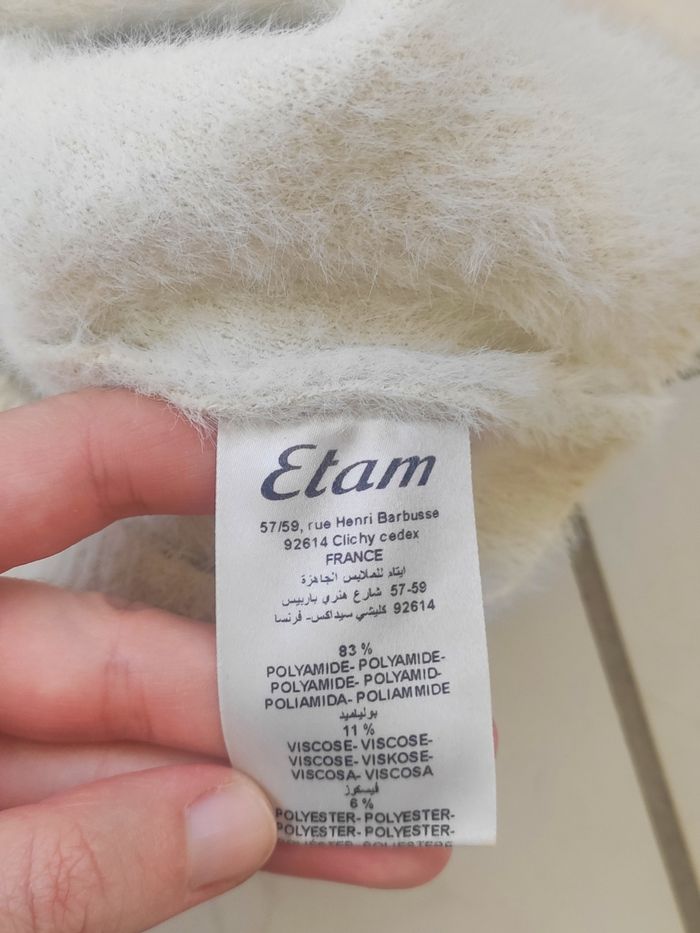 Etam
57/59, rue Henri Barbusse
92614 Clichy cedex
FRANCE
ايتام للملابس الجاهزة
57-59 شارع هنري باربيس
92614 كليشي سيداكس- فرنسا
83 %
POLYAMIDE- POLYAMIDE-
POLYAMIDE- POLYAMID-
POLIAMIDA- POLIAMMIDE
بوليلميد
11 %
VISCOSE- VISCOSE-
VISCOSE- VISKOSE-
VISCOSA- VISCOSA
فيسكوز
6 %
POLYESTER- POLYESTER-
POLYESTER- POLYESTER-